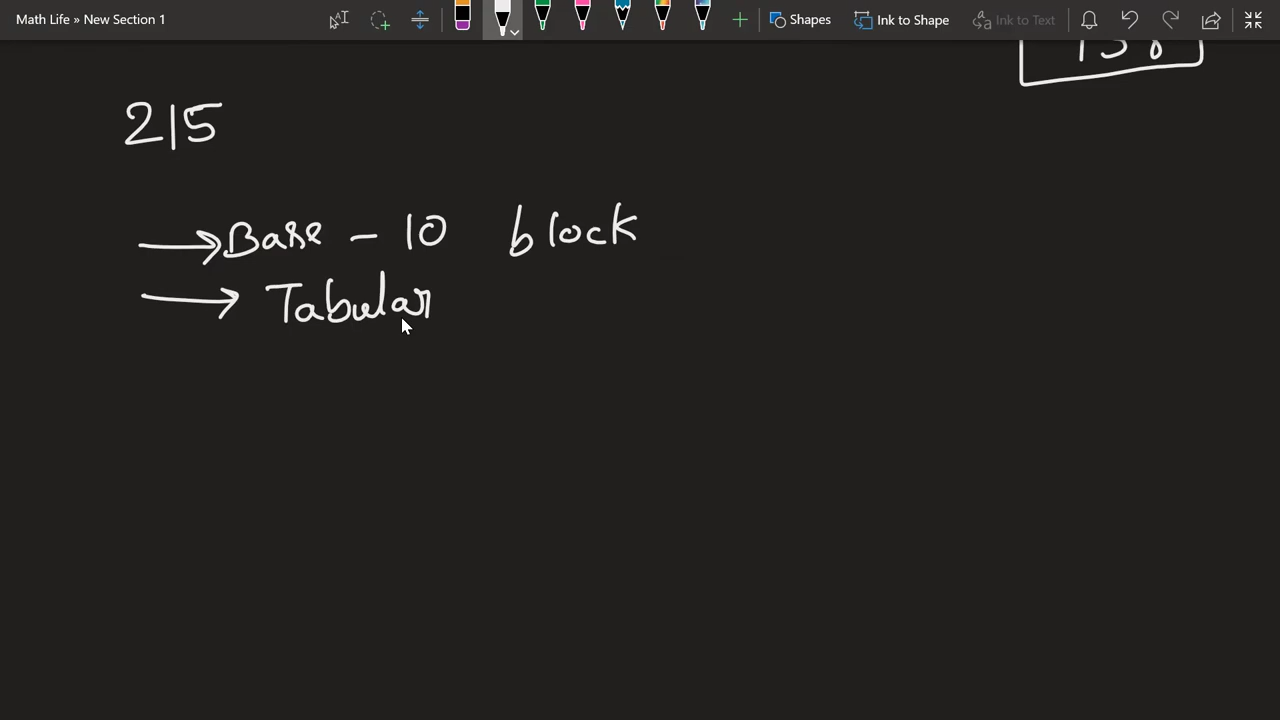 Math Life » New Section 1
Shapes
Ink to Shape
Ink to Text
215
→ Base - 10 block
→ Tabular